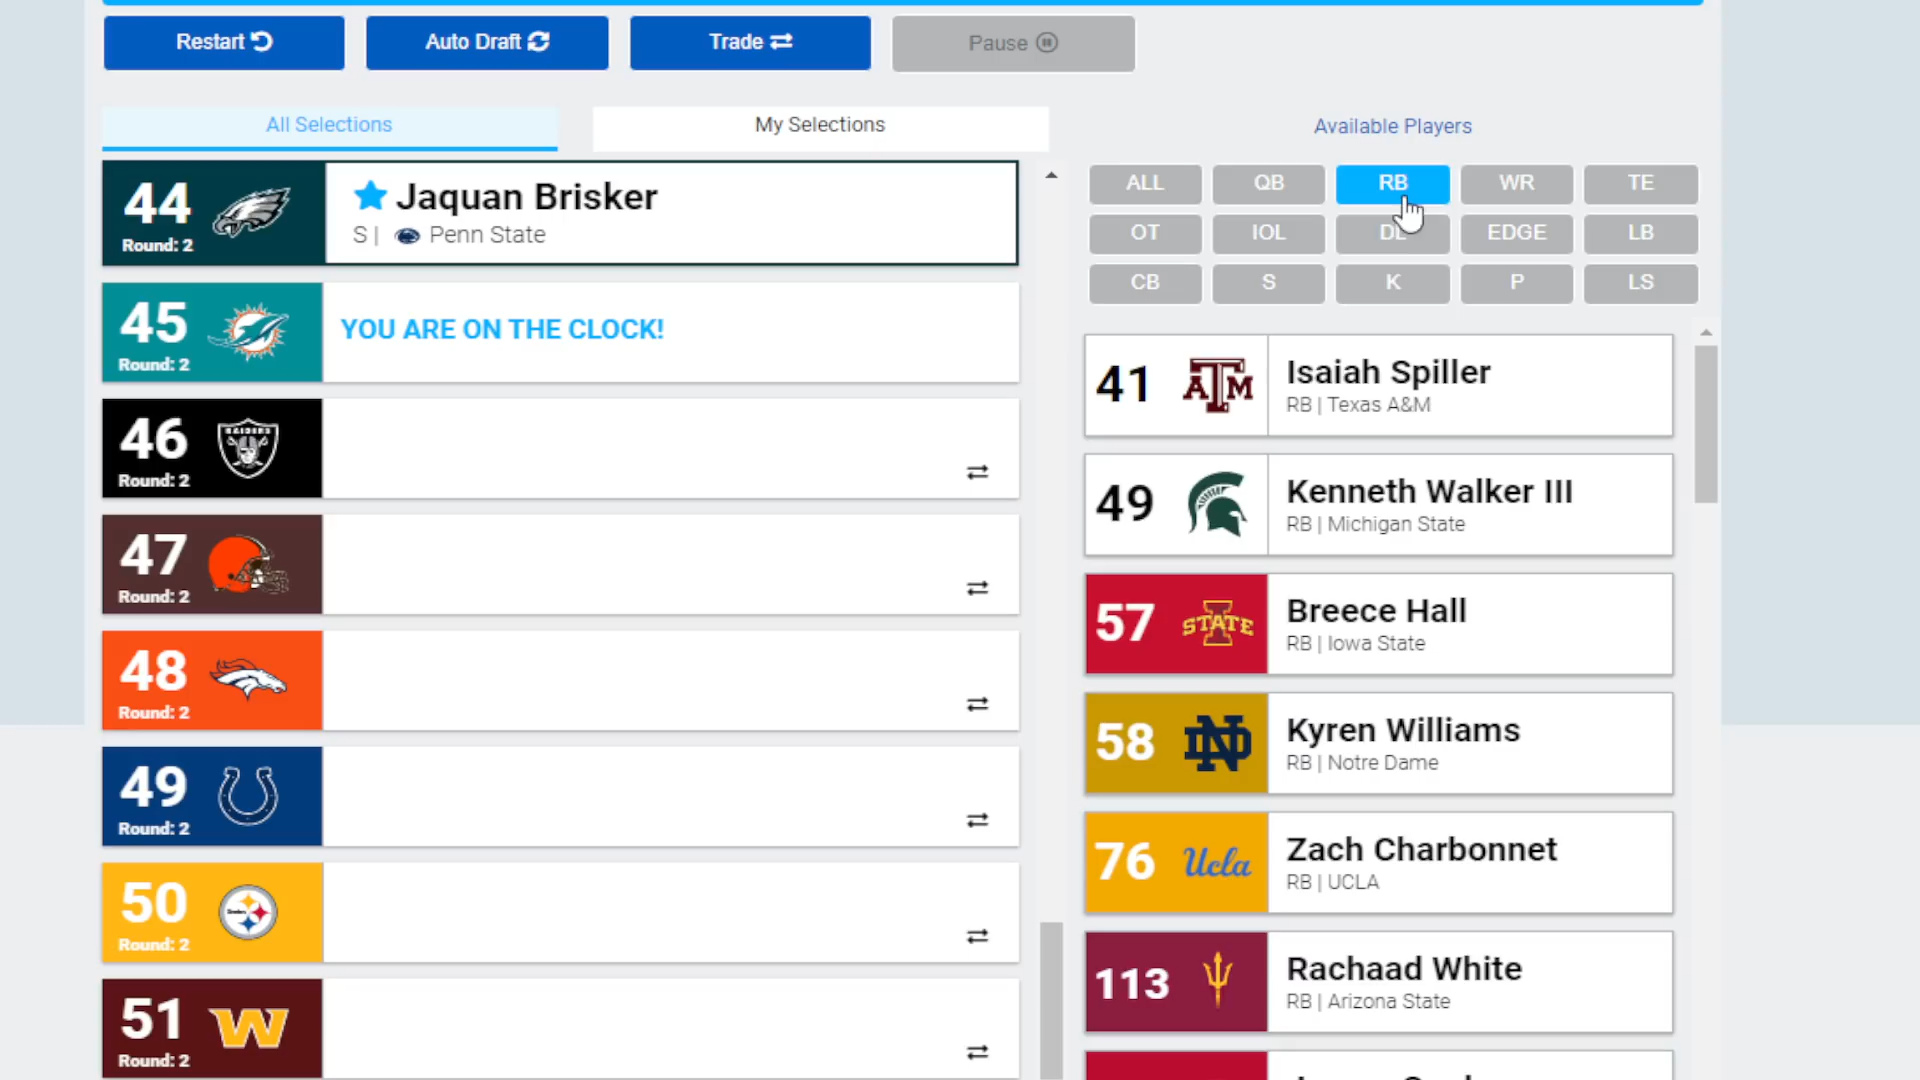 Restart
Auto Draft
Trade
Pause
All Selections
My Selections
Available Players
44
Round: 2
Jaquan Brisker
S | Penn State
45
Round: 2
YOU ARE ON THE CLOCK!
46
RAIDERS
Round: 2
47
Round: 2
48
Round: 2
49
Round: 2
50
Steelers
Round: 2
51
W
Round: 2
ALL
QB
RB
WR
TE
OT
IOL
DL
EDGE
LB
CB
S
K
P
LS
41
ATM
Isaiah Spiller
RB | Texas A&M
49
Kenneth Walker III
RB | Michigan State
57
I STATE
Breece Hall
RB | Iowa State
58
ND
Kyren Williams
RB | Notre Dame
76
Ucla
Zach Charbonnet
RB | UCLA
113
Rachaad White
RB | Arizona State